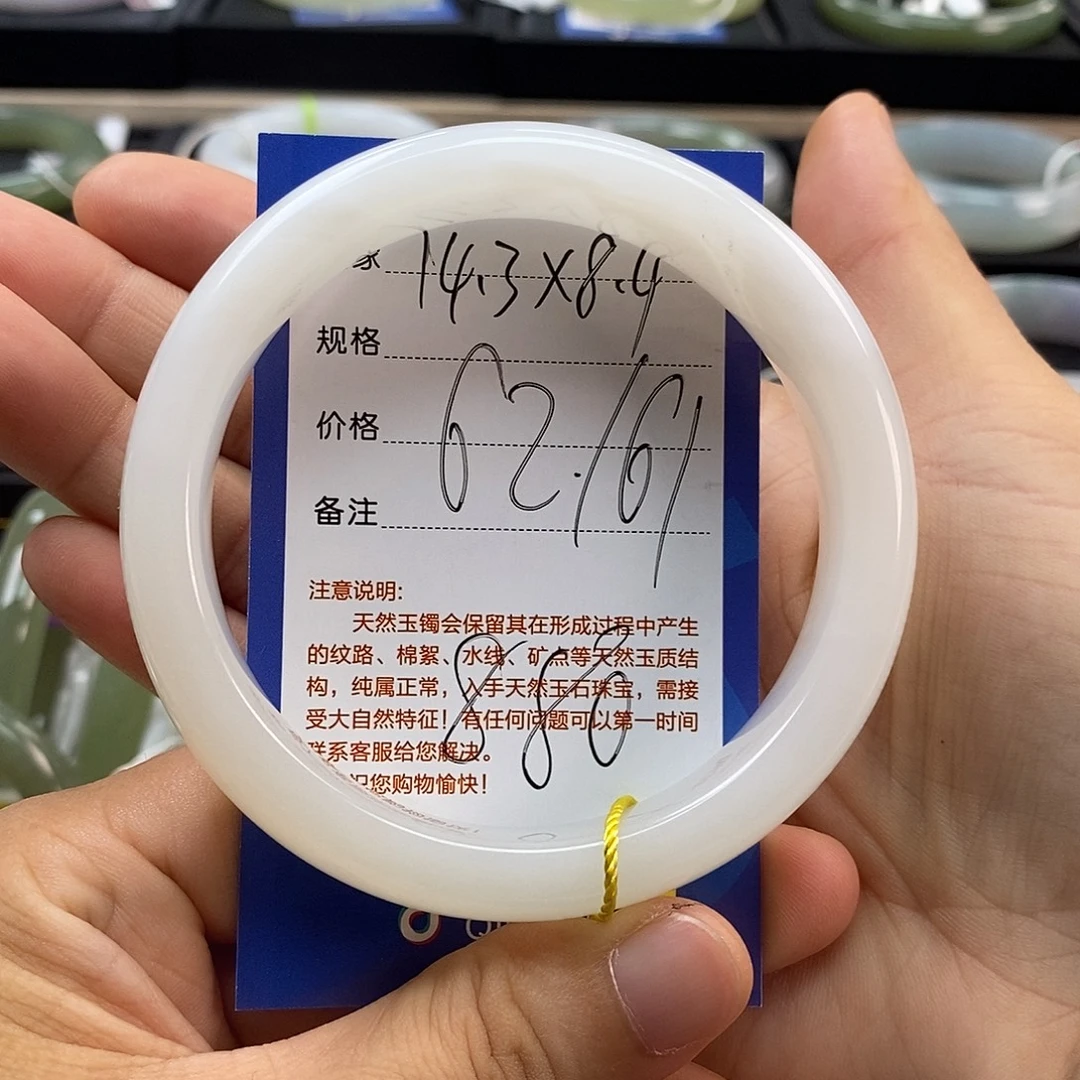 家 14.3X8.4
规格
价格 62./61
备注
注意说明:
天然玉镯会保留其在形成过程中产生
的纹路、棉絮、水线、矿点等天然玉质结
构，纯属正常，入手天然玉石珠宝，需接
受大自然特征！有任何问题可以第一时间
联系客服给您解决。
祝您购物愉快！
880